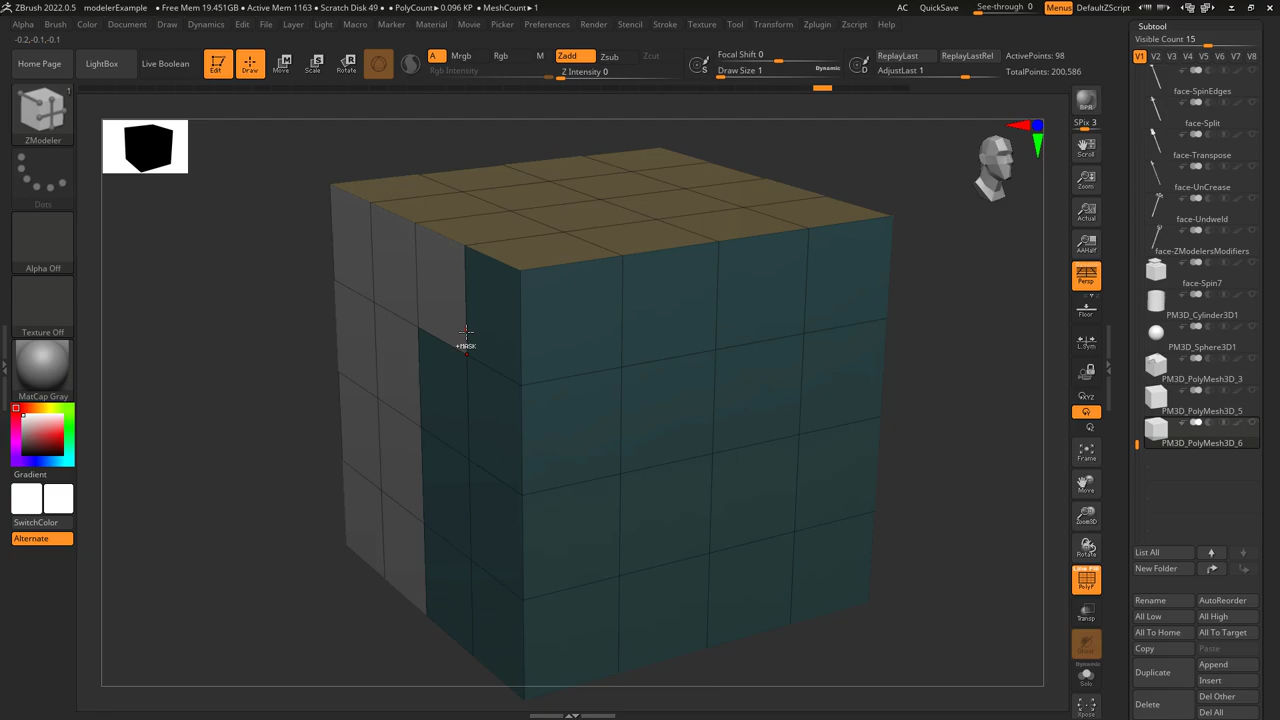 ZBrush 2022.0.5 modelerExample • Free Mem 19.451GB • Active Mem 1163 • Scratch Disk 49 • PolyCount▸0.096 KP • MeshCount▸1
AC QuickSave See-through 0 Menus DefaultZScript
Alpha Brush Color Document Draw Dynamics Edit File Layer Light Macro Marker Material Movie Picker Preferences Render Stencil Stroke Texture Tool Transform Zplugin Zscript Help
-0.2,-0.1,-0.1
Home Page LightBox Live Boolean
Edit Draw Move Scale Rotate
A Mrgb Rgb M
Rgb Intensity
Zadd Zsub Zcut
Z Intensity 0
Focal Shift 0
Draw Size 1 Dynamic
S
D
ReplayLast ReplayLastRel
AdjustLast 1
ActivePoints: 98
TotalPoints: 200,586
1
ZModeler
Dots
Alpha Off
Texture Off
MatCap Gray
Gradient
SwitchColor
Alternate
+MASK
BPR
SPix 3
Scroll
Zoom
Actual
AAHalf
Persp
Floor
L.Sym
XYZ
Y
Z
Frame
Move
Zoom3D
Rotate
Line Fill
PolyF
Transp
Ghost
Dynamic
Solo
Xpose
Subtool
Visible Count 15
V1 V2 V3 V4 V5 V6 V7 V8
face-SpinEdges
face-Split
face-Transpose
face-UnCrease
face-Undweld
face-ZModelersModifiers
face-Spin7
PM3D_Cylinder3D1
PM3D_Sphere3D1
PM3D_PolyMesh3D_3
PM3D_PolyMesh3D_5
PM3D_PolyMesh3D_6
List All
New Folder
Rename AutoReorder
All Low All High
All To Home All To Target
Copy Paste
Duplicate Append
Insert
Delete Del Other
Del All